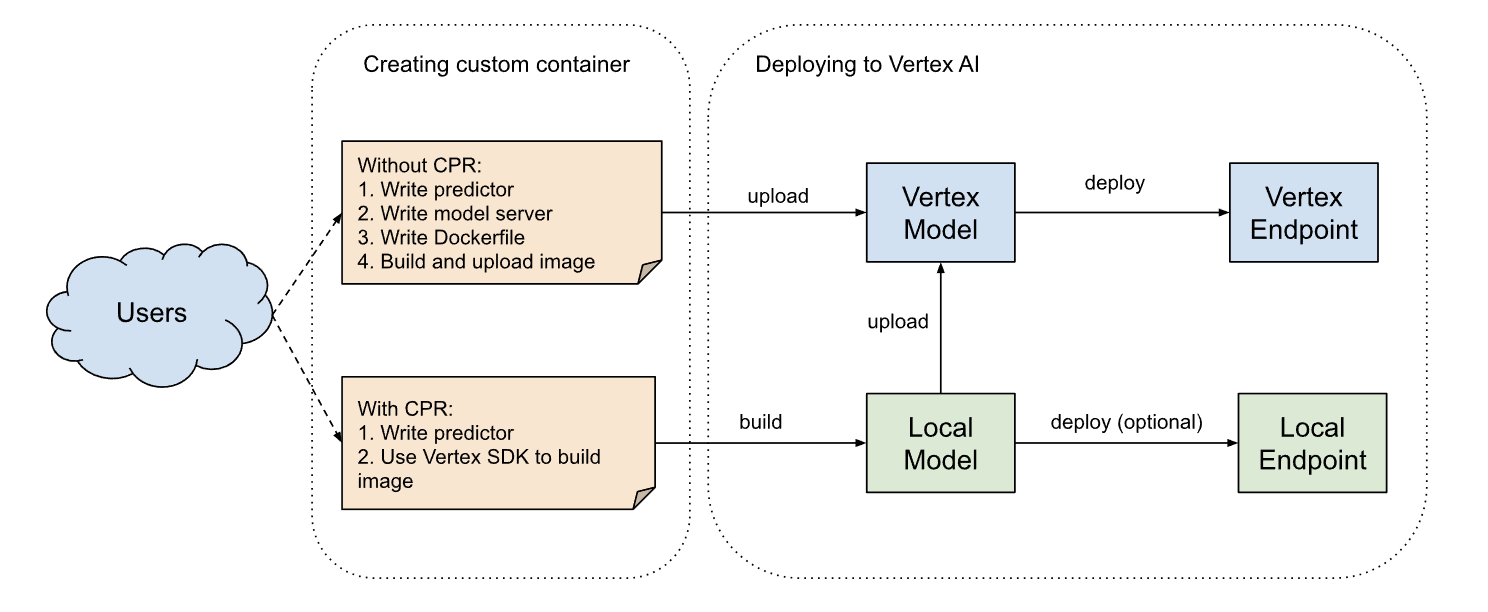 Creating custom container
Deploying to Vertex AI
Without CPR:
1. Write predictor
2. Write model server
3. Write Dockerfile
4. Build and upload image
upload
Vertex
Model
deploy
Vertex
Endpoint
Users
upload
With CPR:
1. Write predictor
2. Use Vertex SDK to build
image
build
Local
Model
deploy (optional)
Local
Endpoint